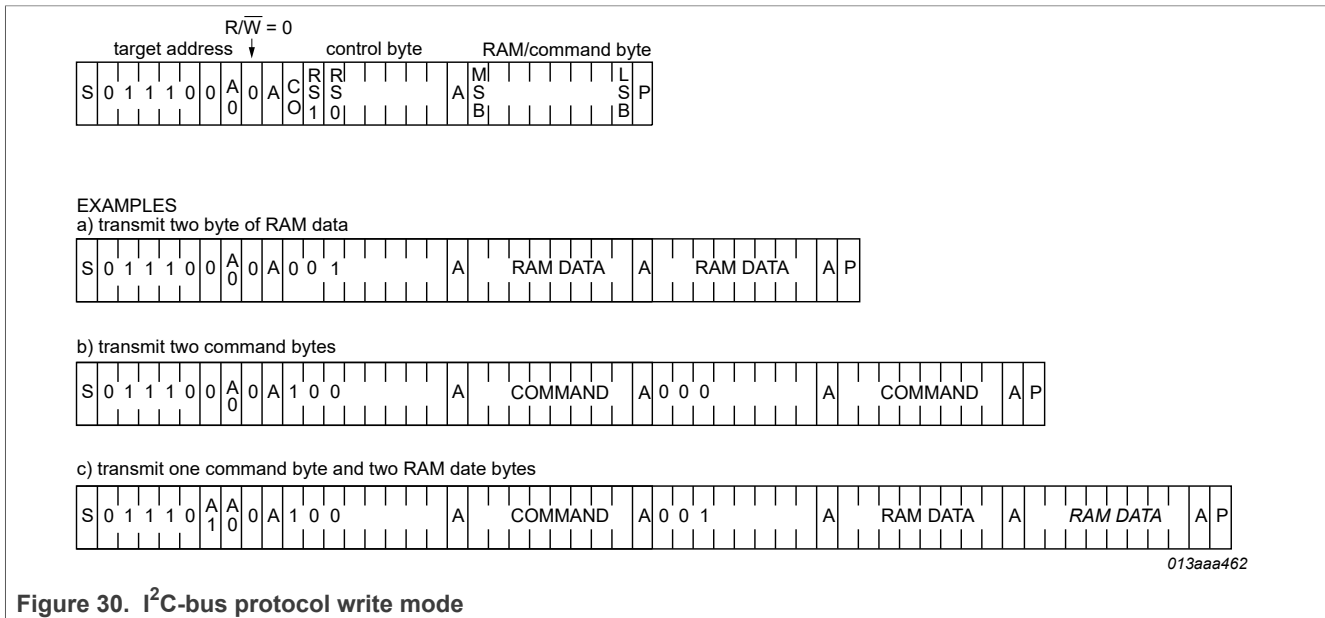 R/W = 0
target address control byte RAM/command byte
S 0 1 1 1 0 0 A0 0 A CO RS1 RS0 A MSB LSB P
EXAMPLES
a) transmit two byte of RAM data
S 0 1 1 1 0 0 A0 0 A 0 0 1 A RAM DATA A RAM DATA A P
b) transmit two command bytes
S 0 1 1 1 0 0 A0 0 A 1 0 0 A COMMAND A 0 0 0 A COMMAND A P
c) transmit one command byte and two RAM date bytes
S 0 1 1 1 0 A1 A0 0 A 1 0 0 A COMMAND A 0 0 1 A RAM DATA A RAM DATA A P
013aaa462
Figure 30. I²C-bus protocol write mode